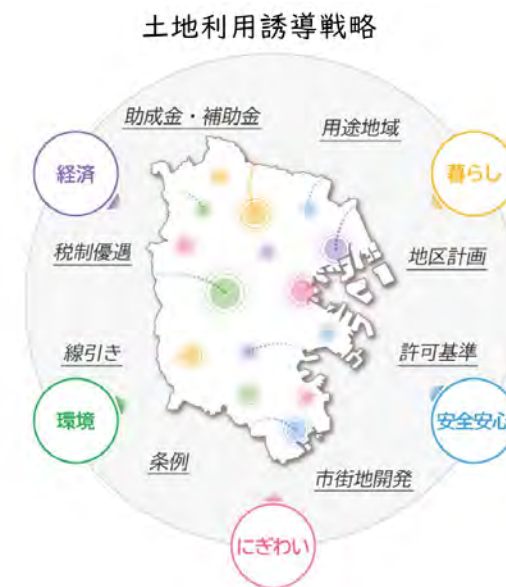 土地利用誘導戦略
助成金・補助金
用途地域
経済
暮らし
税制優遇
地区計画
線引き
許可基準
環境
安全安心
条例
市街地開発
にぎわい